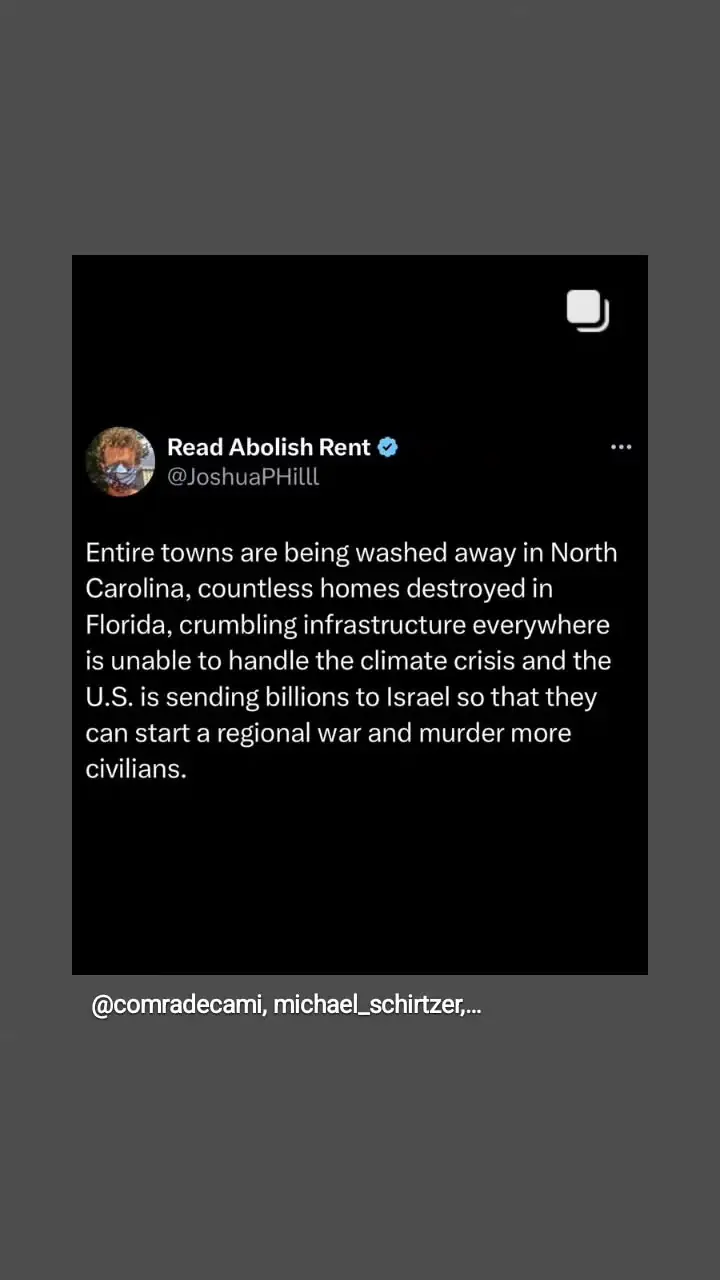 Read Abolish Rent
@JoshuaPHilll
Entire towns are being washed away in North
Carolina, countless homes destroyed in
Florida, crumbling infrastructure everywhere
is unable to handle the climate crisis and the
U.S. is sending billions to Israel so that they
can start a regional war and murder more
civilians.
@comradecami, michael_schirtzer,...